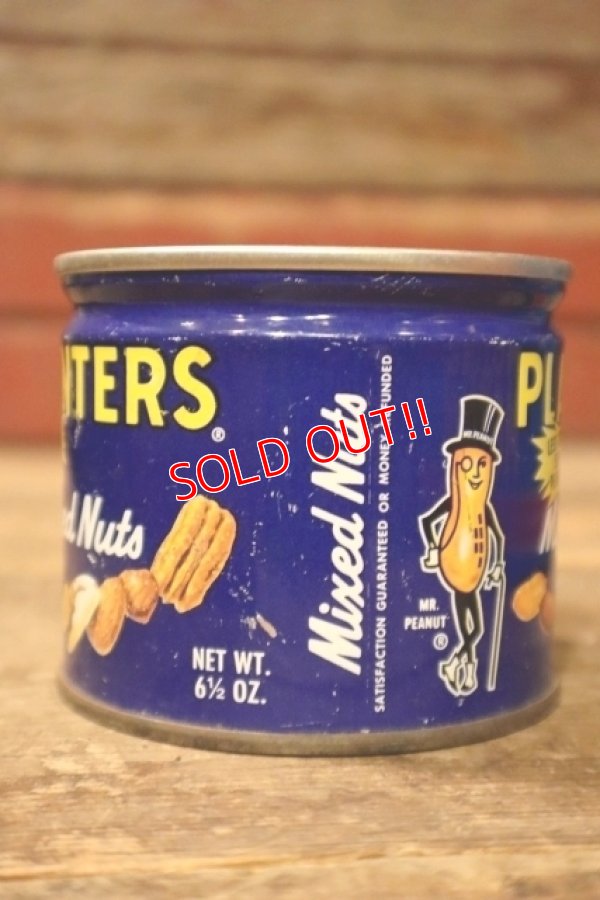 NTERS
®
d Nuts
NET WT.
6½ OZ.
SOLD OUT!!
Mixed Nuts
SATISFACTION GUARANTEED OR MONEY REFUNDED
MR. PEANUT
MR.
PEANUT
®
PL